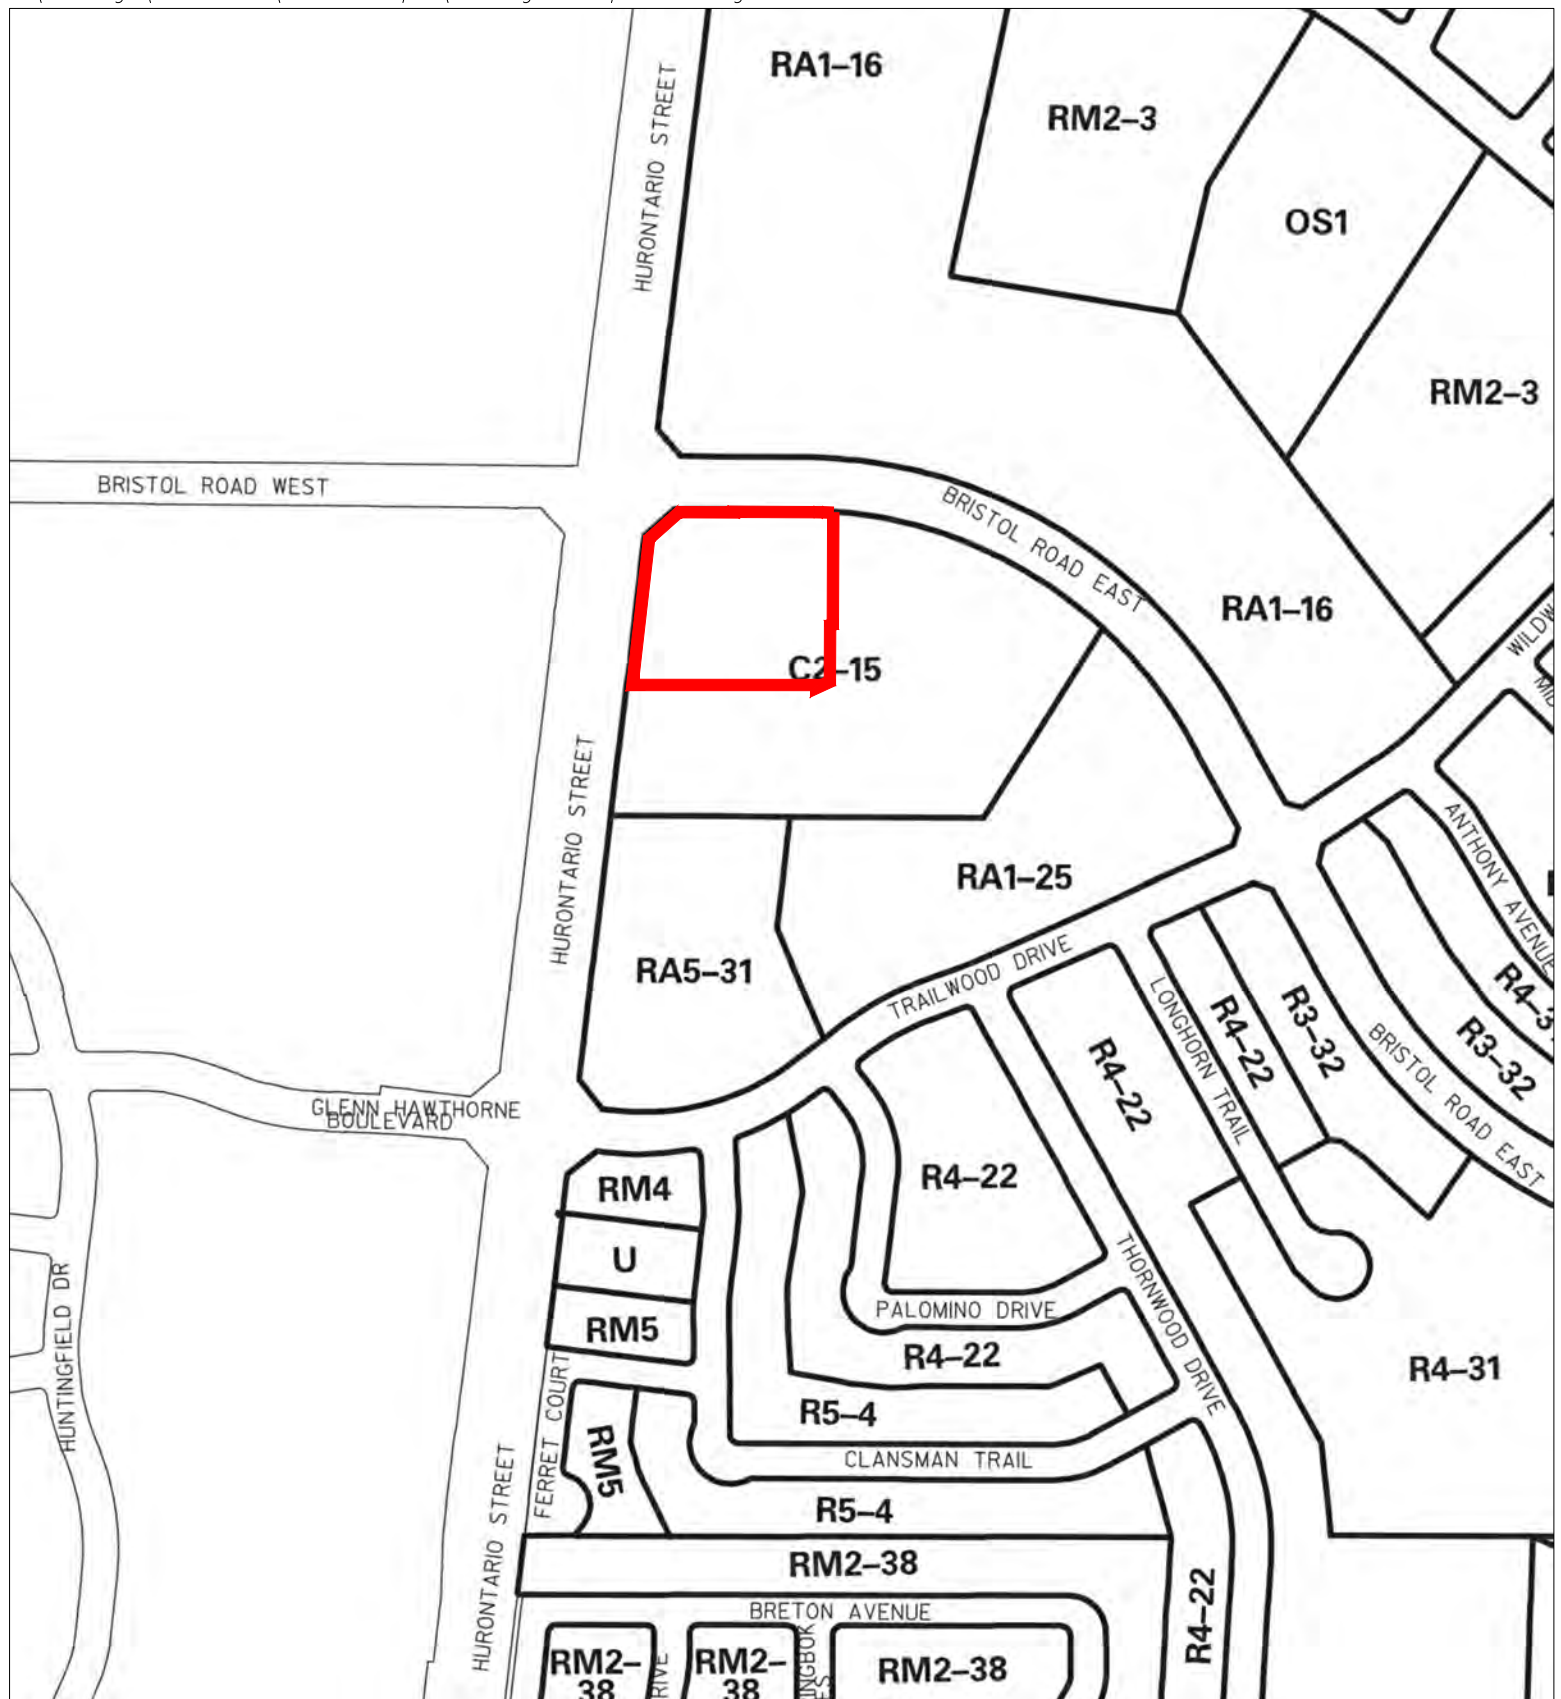 RA1–16
HURONTARIO STREET
RM2–3
OS1
RM2–3
BRISTOL ROAD WEST
BRISTOL ROAD EAST
RA1–16
C2–15
HURONTARIO STREET
RA1–25
ANTHONY AVENUE
RA5–31
TRAILWOOD DRIVE
LONGHORN TRAIL
R4–22
R3–32
R4–22
R3–32
BRISTOL ROAD EAST
GLENN HAWTHORNE
BOULEVARD
RM4
R4–22
U
THORNWOOD DRIVE
HUNTINGFIELD DR
PALOMINO DRIVE
RM5
R4–22
R4–31
FERRET COURT
R5–4
RM5
CLANSMAN TRAIL
HURONTARIO STREET
R5–4
RM2–38
R4–22
BRETON AVENUE
RM2–
38
RM2–
38
RM2–38